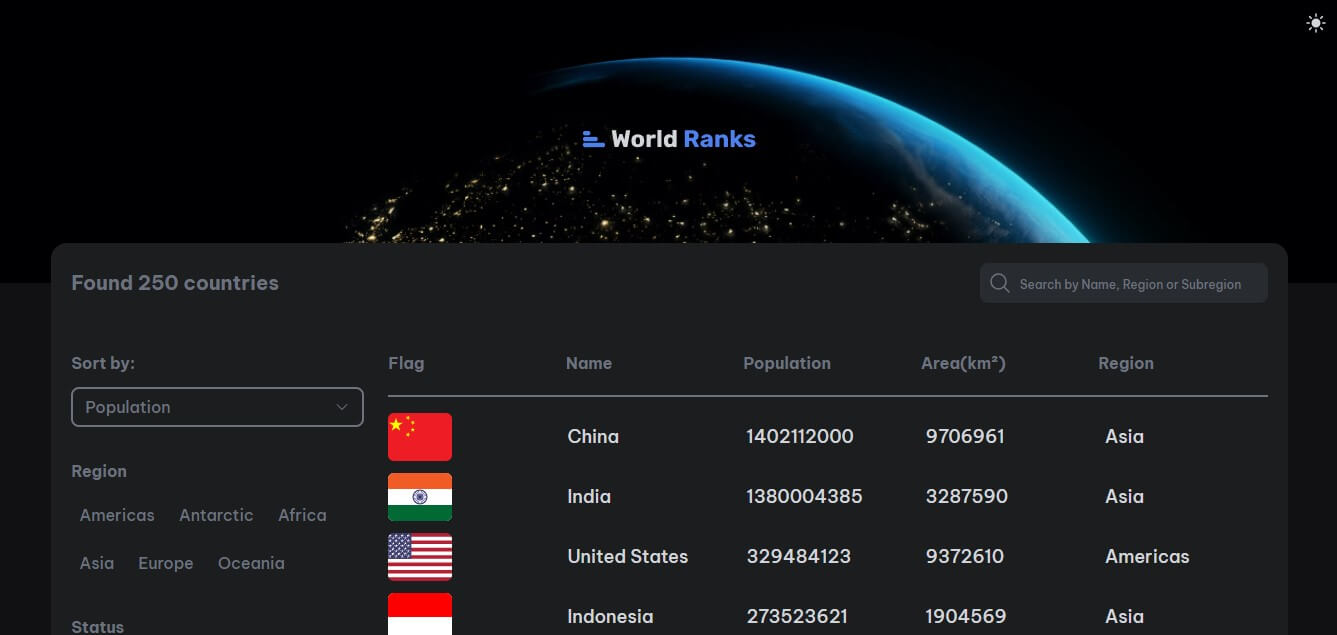 World Ranks
Found 250 countries
Search by Name, Region or Subregion
Sort by:
Population
Region
Americas Antarctic Africa
Asia Europe Oceania
Status
Flag Name Population Area(km²) Region
China 1402112000 9706961 Asia
India 1380004385 3287590 Asia
United States 329484123 9372610 Americas
Indonesia 273523621 1904569 Asia